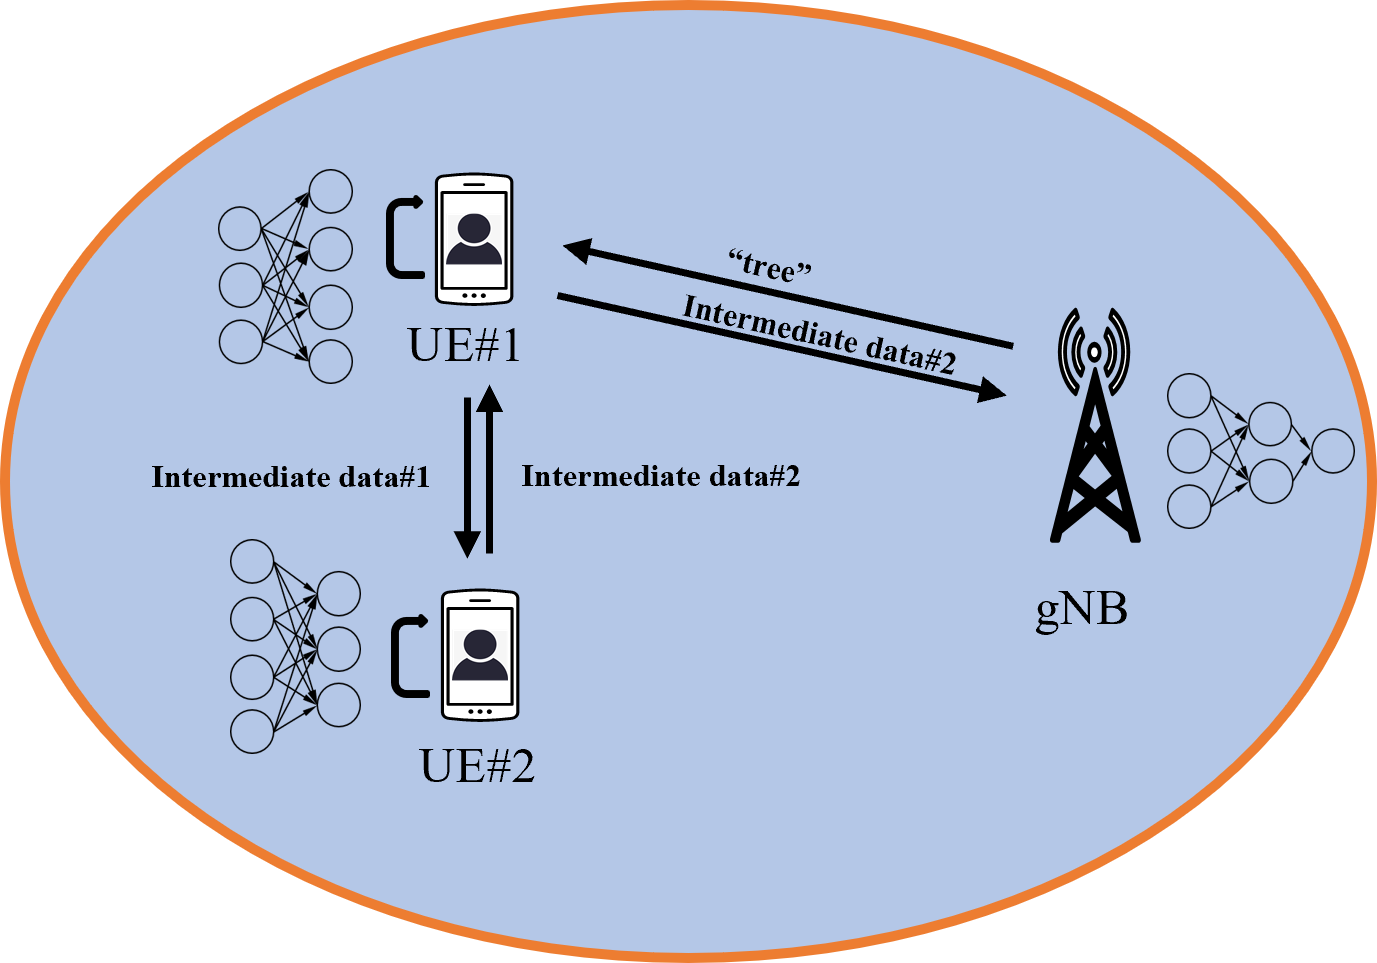 “tree”
Intermediate data#2
UE#1
Intermediate data#1
Intermediate data#2
gNB
UE#2